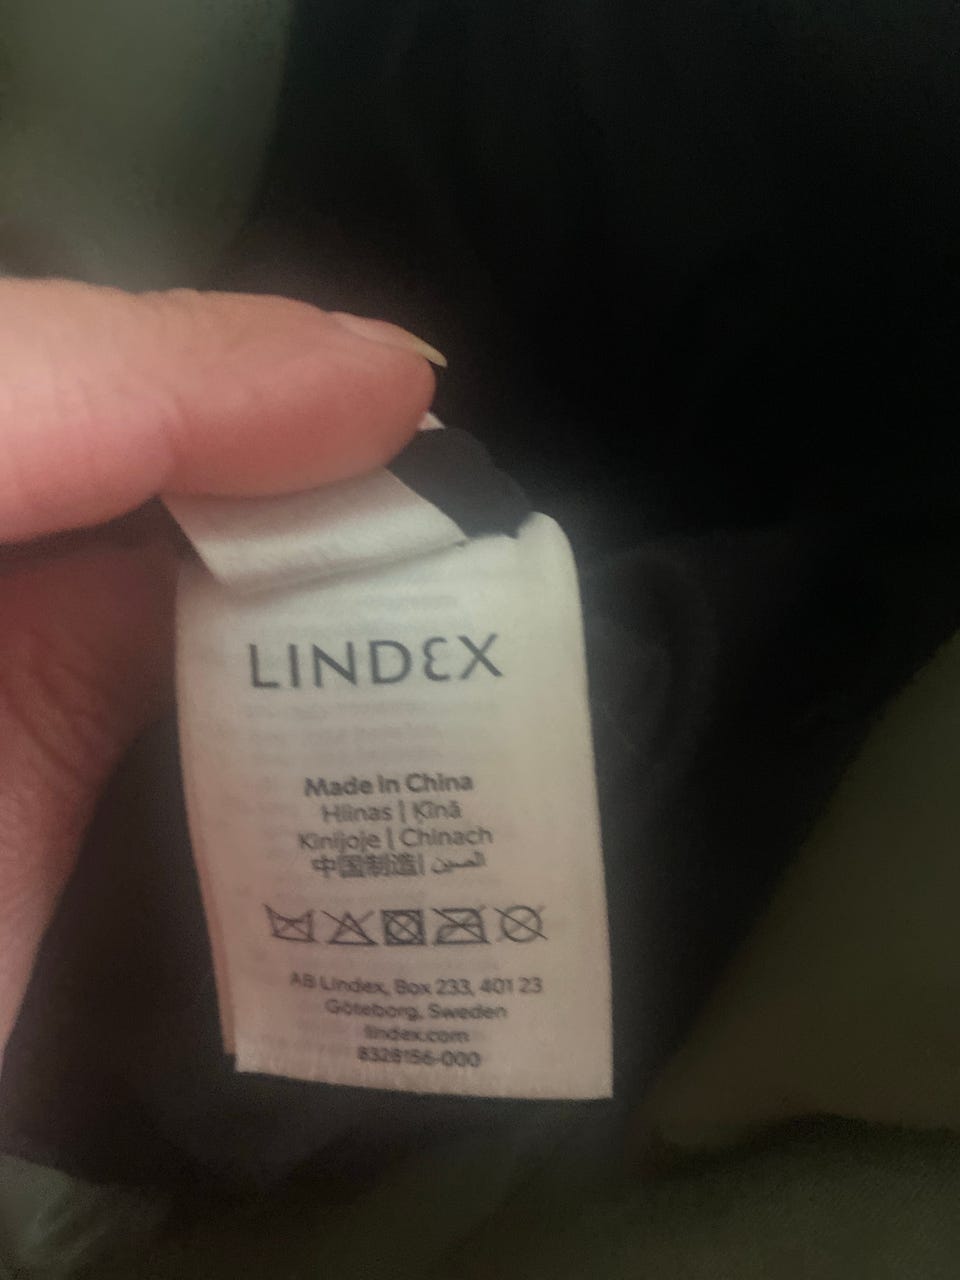 LINDEX
Made in China
Hiinas | Ķīnā
Kinijoje | Chinach
中国制造| الصين
AB Lindex, Box 233, 401 23
Göteborg, Sweden
lindex.com
8328156-000